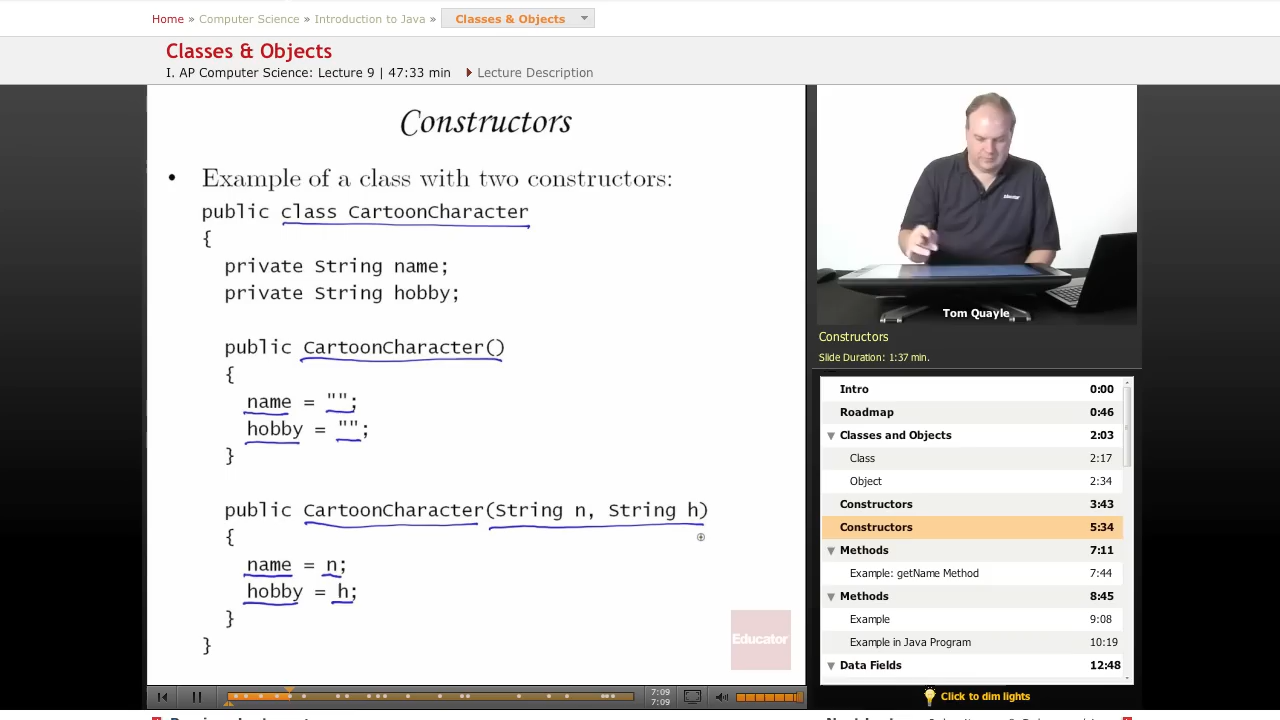 Home » Computer Science » Introduction to Java » Classes & Objects
Classes & Objects
I. AP Computer Science: Lecture 9 | 47:33 min Lecture Description
Constructors
• Example of a class with two constructors:
public class CartoonCharacter
{
private String name;
private String hobby;
public CartoonCharacter()
{
name = "";
hobby = "";
}
public CartoonCharacter(String n, String h)
{
name = n;
hobby = h;
}
}
Educator
Tom Quayle
Constructors
Slide Duration: 1:37 min.
Intro 0:00
Roadmap 0:46
Classes and Objects 2:03
Class 2:17
Object 2:34
Constructors 3:43
Constructors 5:34
Methods 7:11
Example: getName Method 7:44
Methods 8:45
Example 9:08
Example in Java Program 10:19
Data Fields 12:48
7:09
7:09
Click to dim lights